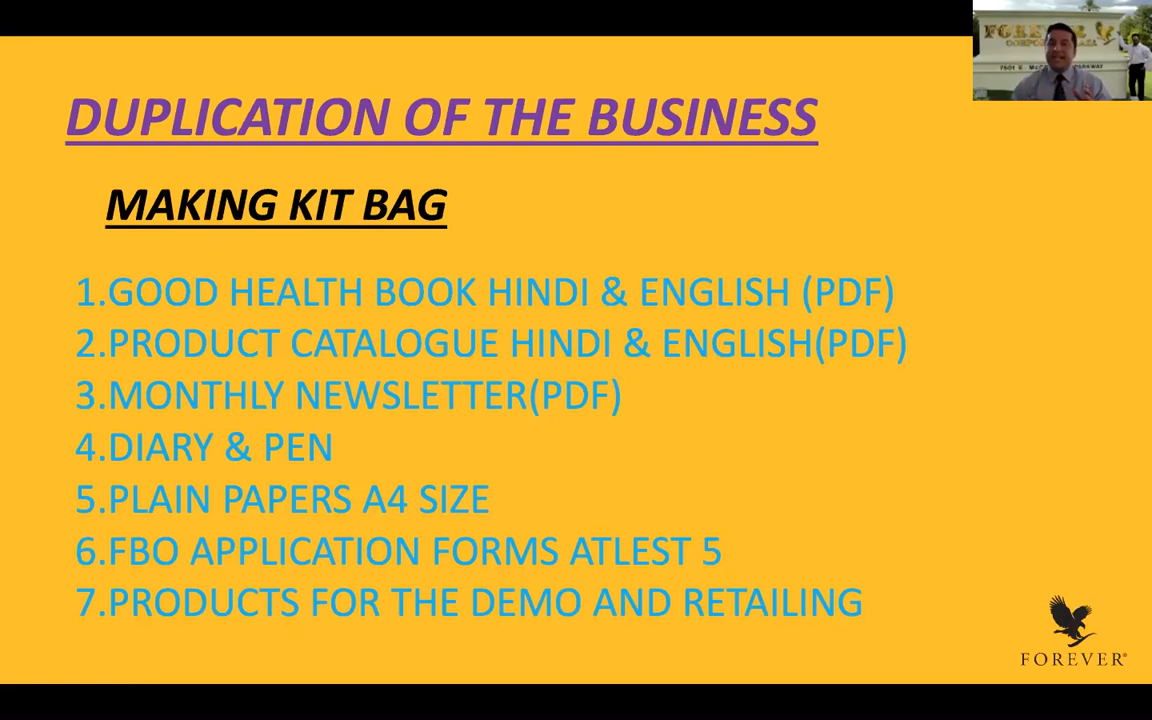 DUPLICATION OF THE BUSINESS
MAKING KIT BAG
1.GOOD HEALTH BOOK HINDI & ENGLISH (PDF)
2.PRODUCT CATALOGUE HINDI & ENGLISH(PDF)
3.MONTHLY NEWSLETTER(PDF)
4.DIARY & PEN
5.PLAIN PAPERS A4 SIZE
6.FBO APPLICATION FORMS ATLEST 5
7.PRODUCTS FOR THE DEMO AND RETAILING
FOREVER